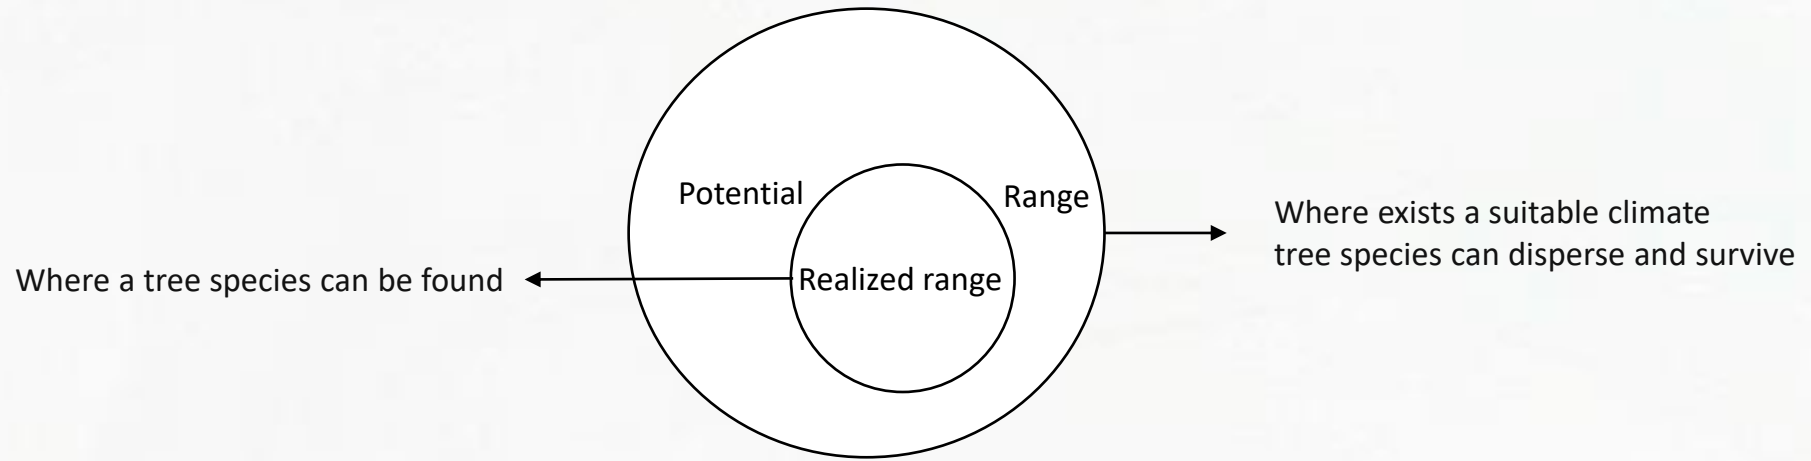 Potential
Range
Where exists a suitable climate
tree species can disperse and survive
Where a tree species can be found
Realized range